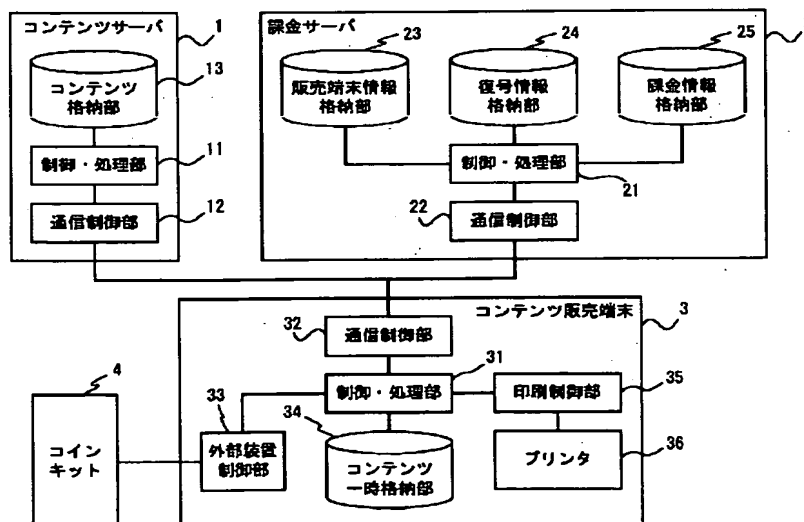 コンテンツサーバ
1
コンテンツ
格納部
13
制御・処理部
11
通信制御部
12
課金サーバ
販売端末情報
格納部
23
復号情報
格納部
24
課金情報
格納部
25
制御・処理部
21
通信制御部
22
コンテンツ販売端末
3
通信制御部
32
制御・処理部
31
印刷制御部
35
コイン
キット
4
外部装置
制御部
33
コンテンツ
一時格納部
34
プリンタ
36